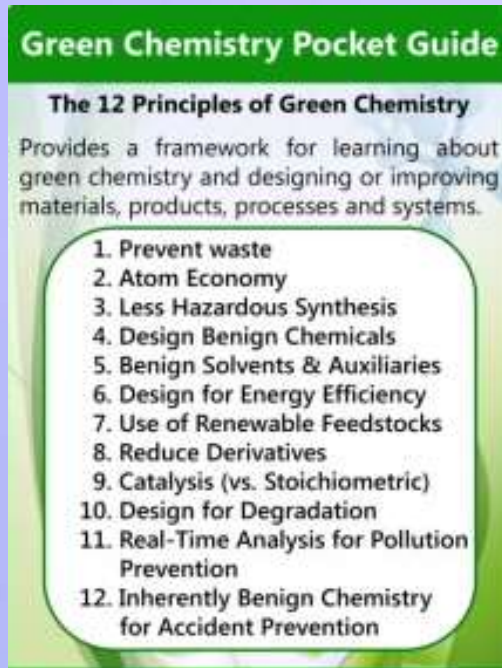 Green Chemistry Pocket Guide
The 12 Principles of Green Chemistry
Provides a framework for learning about
green chemistry and designing or improving
materials, products, processes and systems.
1. Prevent waste
2. Atom Economy
3. Less Hazardous Synthesis
4. Design Benign Chemicals
5. Benign Solvents & Auxiliaries
6. Design for Energy Efficiency
7. Use of Renewable Feedstocks
8. Reduce Derivatives
9. Catalysis (vs. Stoichiometric)
10. Design for Degradation
11. Real-Time Analysis for Pollution
Prevention
12. Inherently Benign Chemistry
for Accident Prevention